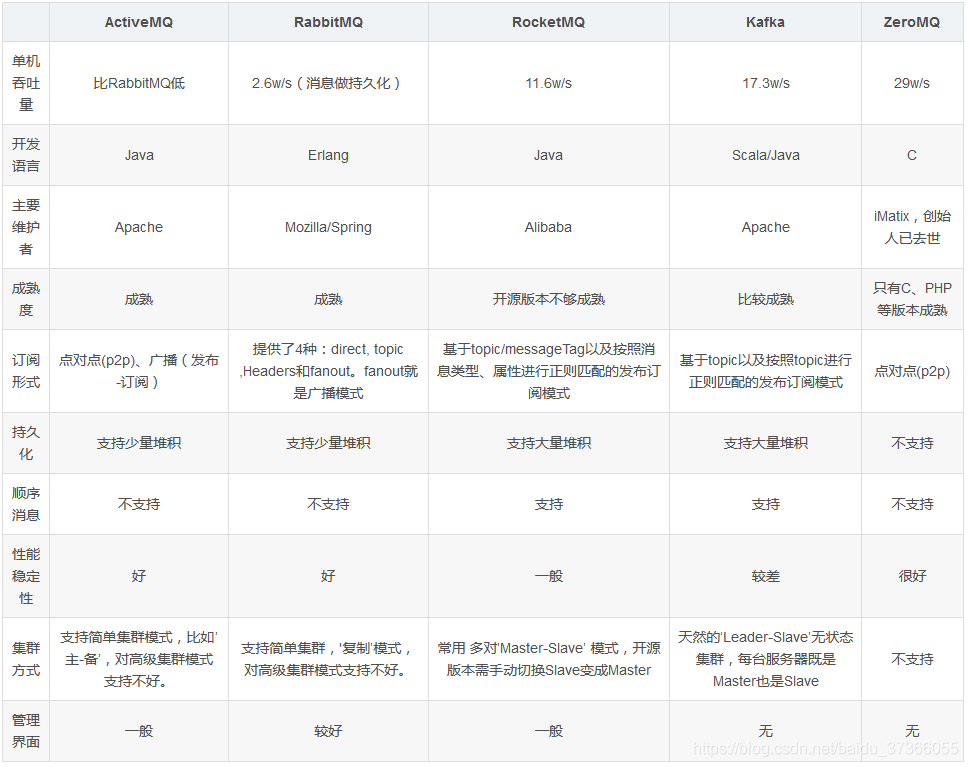 ActiveMQ RabbitMQ RocketMQ Kafka ZeroMQ
单机
吞吐
量
比RabbitMQ低
2.6w/s（消息做持久化）
11.6w/s
17.3w/s
29w/s
开发
语言
Java
Erlang
Java
Scala/Java
C
主要
维护
者
Apache
Mozilla/Spring
Alibaba
Apache
iMatix，创始
人已去世
成熟
度
成熟
成熟
开源版本不够成熟
比较成熟
只有C、PHP
等版本成熟
订阅
形式
点对点(p2p)、广播（发布
-订阅）
提供了4种：direct, topic
,Headers和fanout。fanout就
是广播模式
基于topic/messageTag以及按照消
息类型、属性进行正则匹配的发布订
阅模式
基于topic以及按照topic进行
正则匹配的发布订阅模式
点对点(p2p)
持久
化
支持少量堆积
支持少量堆积
支持大量堆积
支持大量堆积
不支持
顺序
消息
不支持
不支持
支持
支持
不支持
性能
稳定
性
好
好
一般
较差
很好
集群
方式
支持简单集群模式，比如'
主-备'，对高级集群模式
支持不好。
支持简单集群，'复制'模式，
对高级集群模式支持不好。
常用 多对'Master-Slave' 模式，开源
版本需手动切换Slave变成Master
天然的'Leader-Slave'无状态
集群，每台服务器既是
Master也是Slave
不支持
管理
界面
一般
较好
一般
无
无
https://blog.csdn.net/baidu_37366055